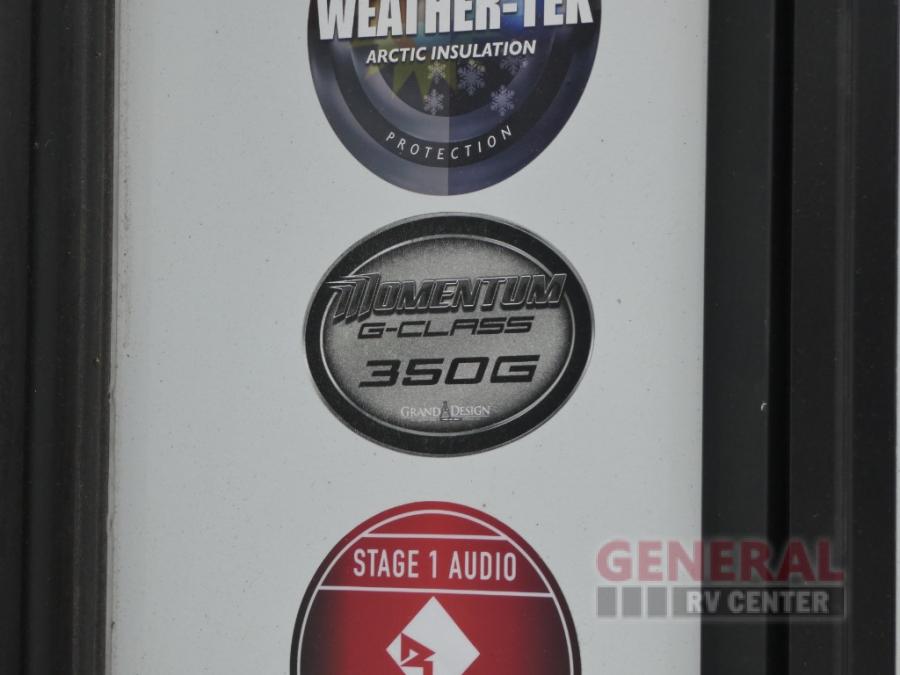 WEATHER-TEK
ARCTIC INSULATION
PROTECTION
MOMENTUM
G-CLASS
350G
GRAND DESIGN
STAGE 1 AUDIO
GENERAL
RV CENTER